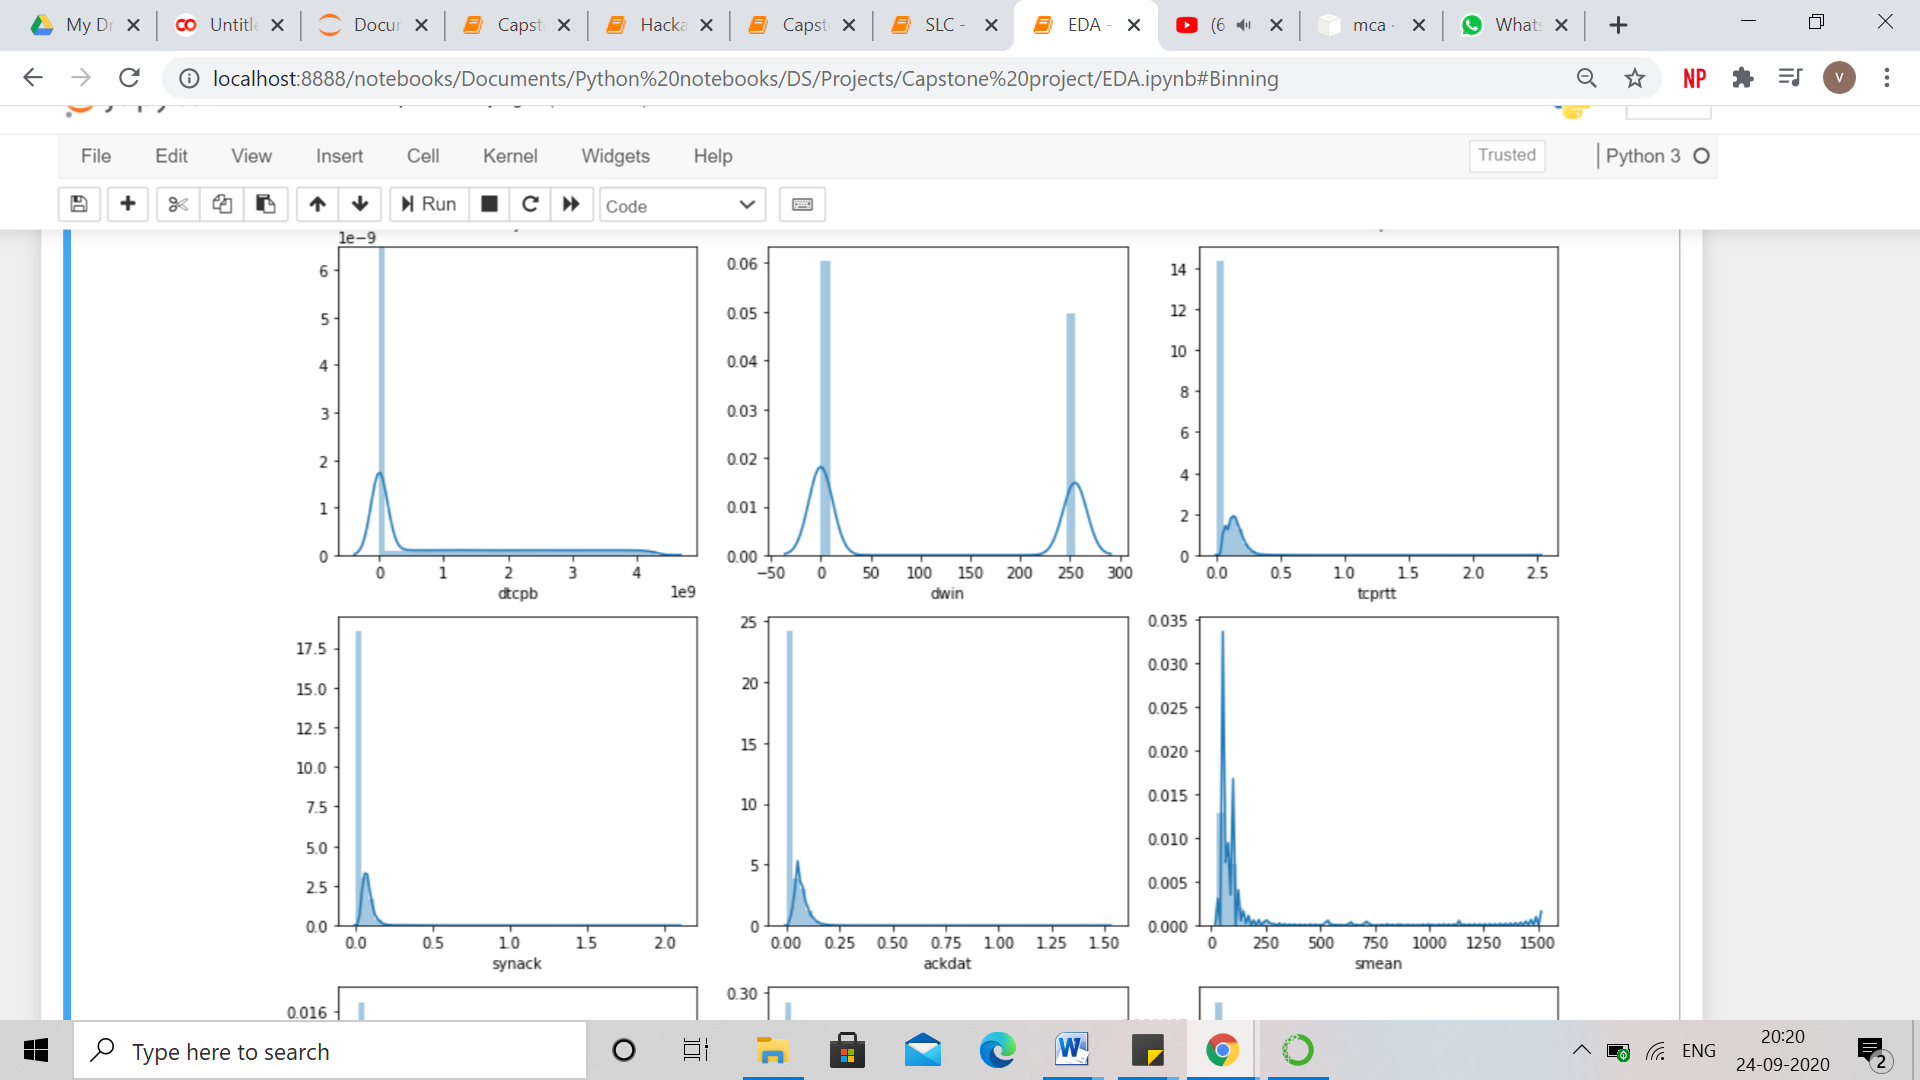 My Dr
Untitle
Docur
Capst
Hacka
Capst
SLC -
EDA -
(6
mca -
What
localhost:8888/notebooks/Documents/Python%20notebooks/DS/Projects/Capstone%20project/EDA.ipynb#Binning
NP
V
File Edit View Insert Cell Kernel Widgets Help
Trusted
Python 3
Run
Code
1e−9
6
5
4
3
2
1
0
0 1 2 3 4
dtcpb
1e9
0.06
0.05
0.04
0.03
0.02
0.01
0.00
−50 0 50 100 150 200 250 300
dwin
14
12
10
8
6
4
2
0
0.0 0.5 1.0 1.5 2.0 2.5
tcprtt
17.5
15.0
12.5
10.0
7.5
5.0
2.5
0.0
0.0 0.5 1.0 1.5 2.0
synack
25
20
15
10
5
0
0.00 0.25 0.50 0.75 1.00 1.25 1.50
ackdat
0.035
0.030
0.025
0.020
0.015
0.010
0.005
0.000
0 250 500 750 1000 1250 1500
smean
0.016
0.30
Type here to search
ENG
20:20
24-09-2020
2